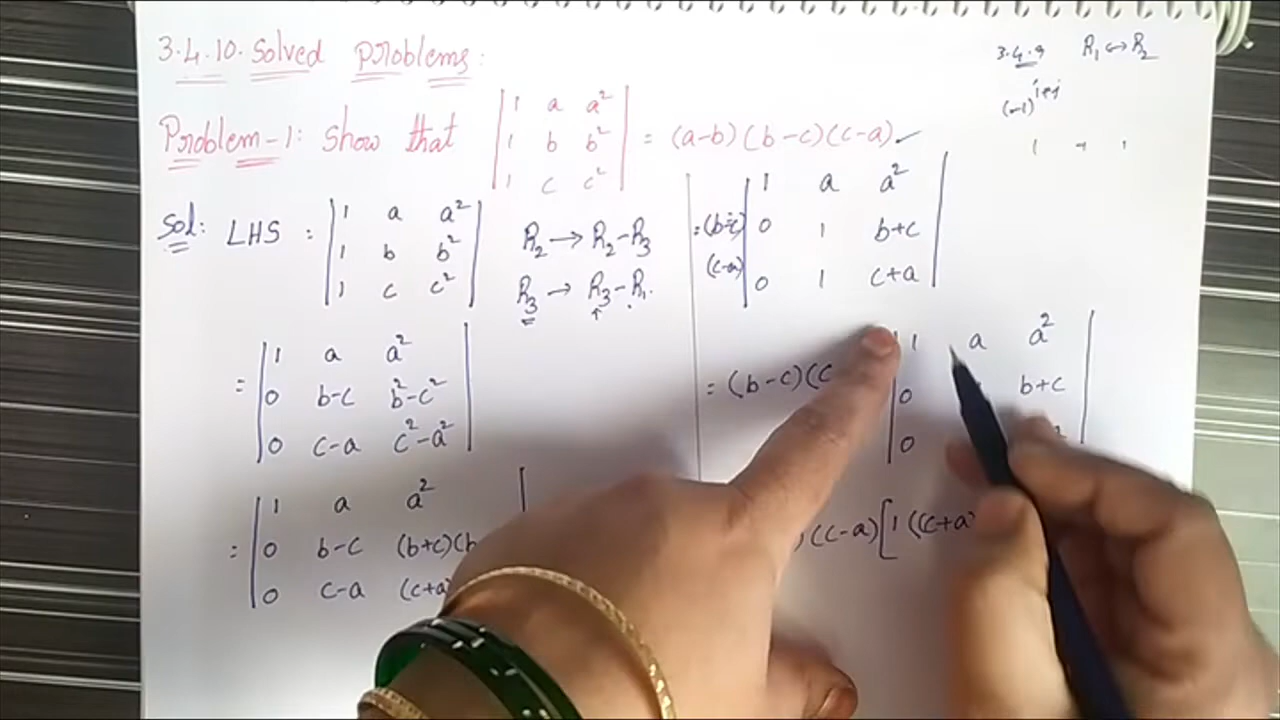 3.4.10. Solved Problems:
3.4.9 R₁ ↔ R₂
(-1)^{i+j}
1 a a²
Problem-1: Show that 1 b b² = (a-b)(b-c)(c-a)
1 c c²
Sol: LHS =
1 a a²
1 b b²
1 c c²
R₂ → R₂-R₃
R₃ → R₃-R₁
=
1 a a²
0 b-c b²-c²
0 c-a c²-a²
=
1 a a²
0 b-c (b+c)(b
0 c-a (c+a)
= (b-c)
(c-a)
1 a a²
0 1 b+c
0 1 c+a
= (b-c)(c
1 a a²
0 b+c
0
(c-a)[1((c+a)